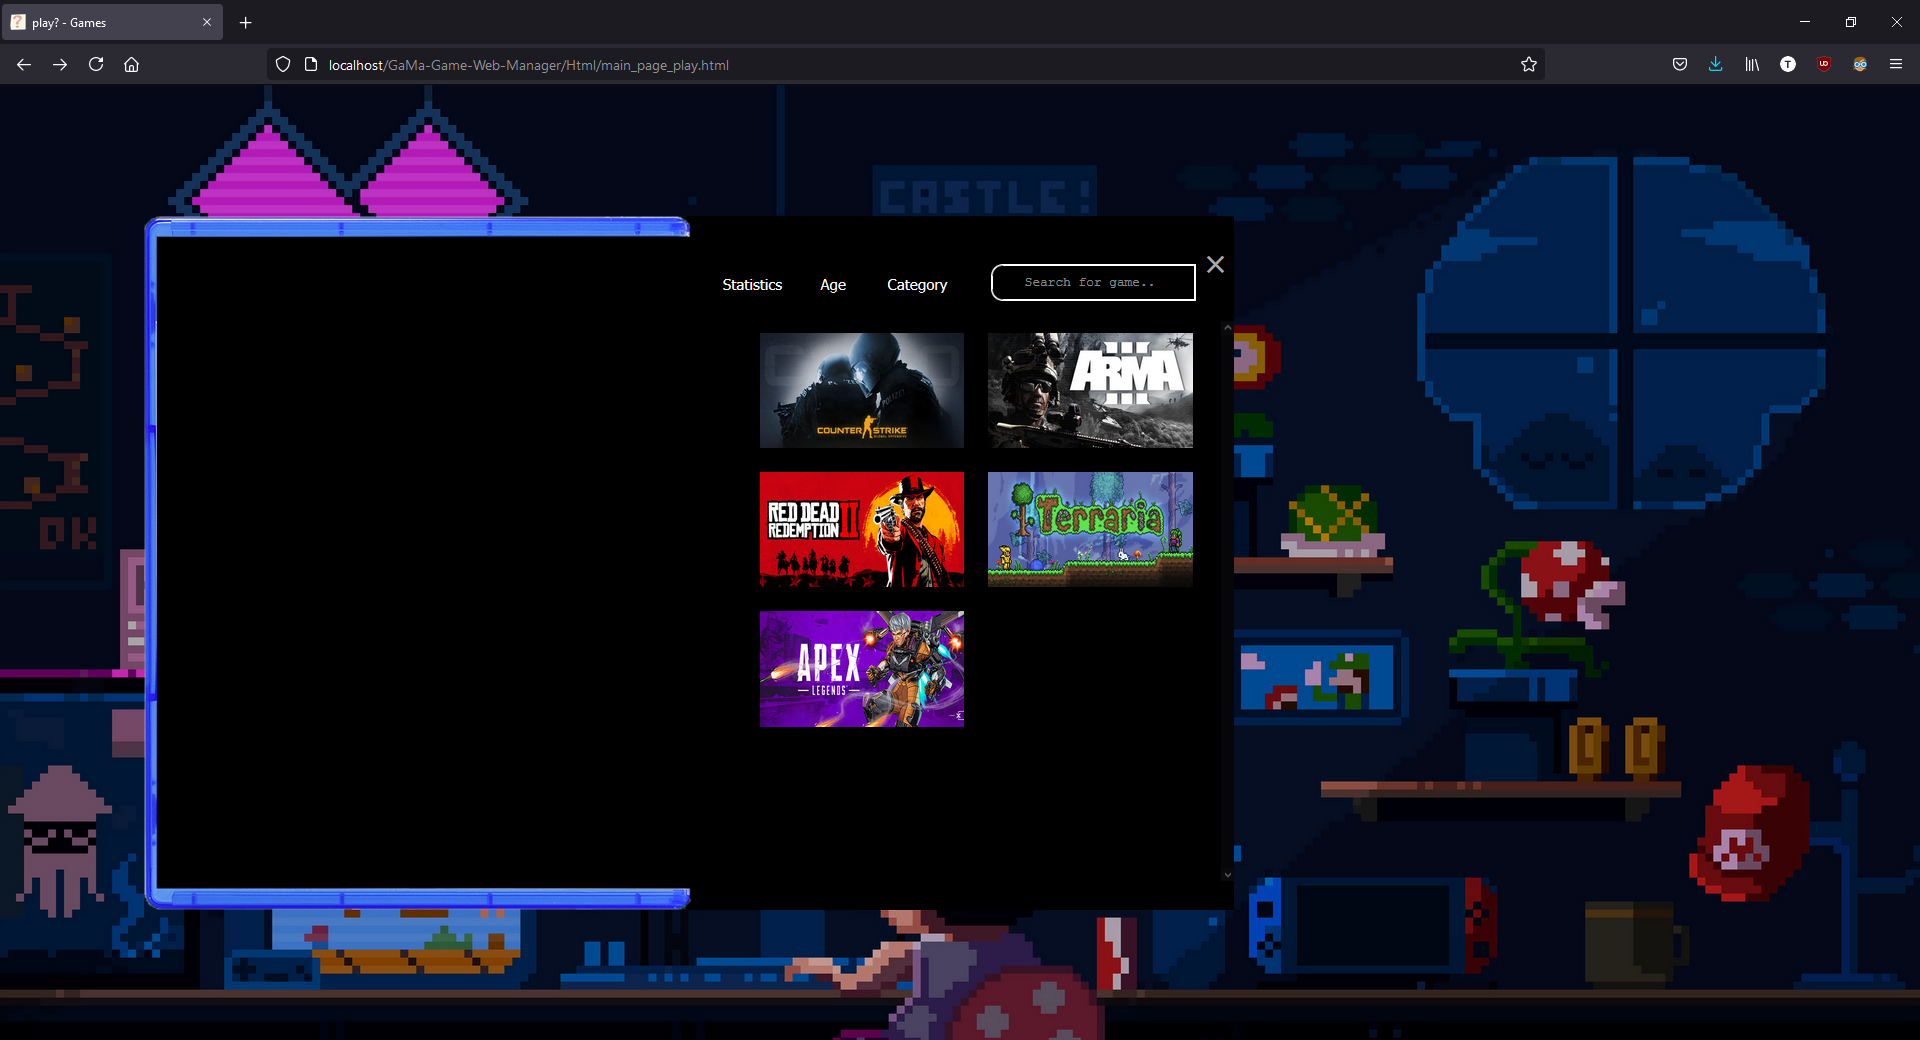 play? - Games
localhost/GaMa-Game-Web-Manager/Html/main_page_play.html
CASTLE!
Statistics Age Category Search for game..
POLIZEI
COUNTER STRIKE
ARMA
III
RED DEAD
REDEMPTION II
Terraria
APEX
LEGENDS
OK